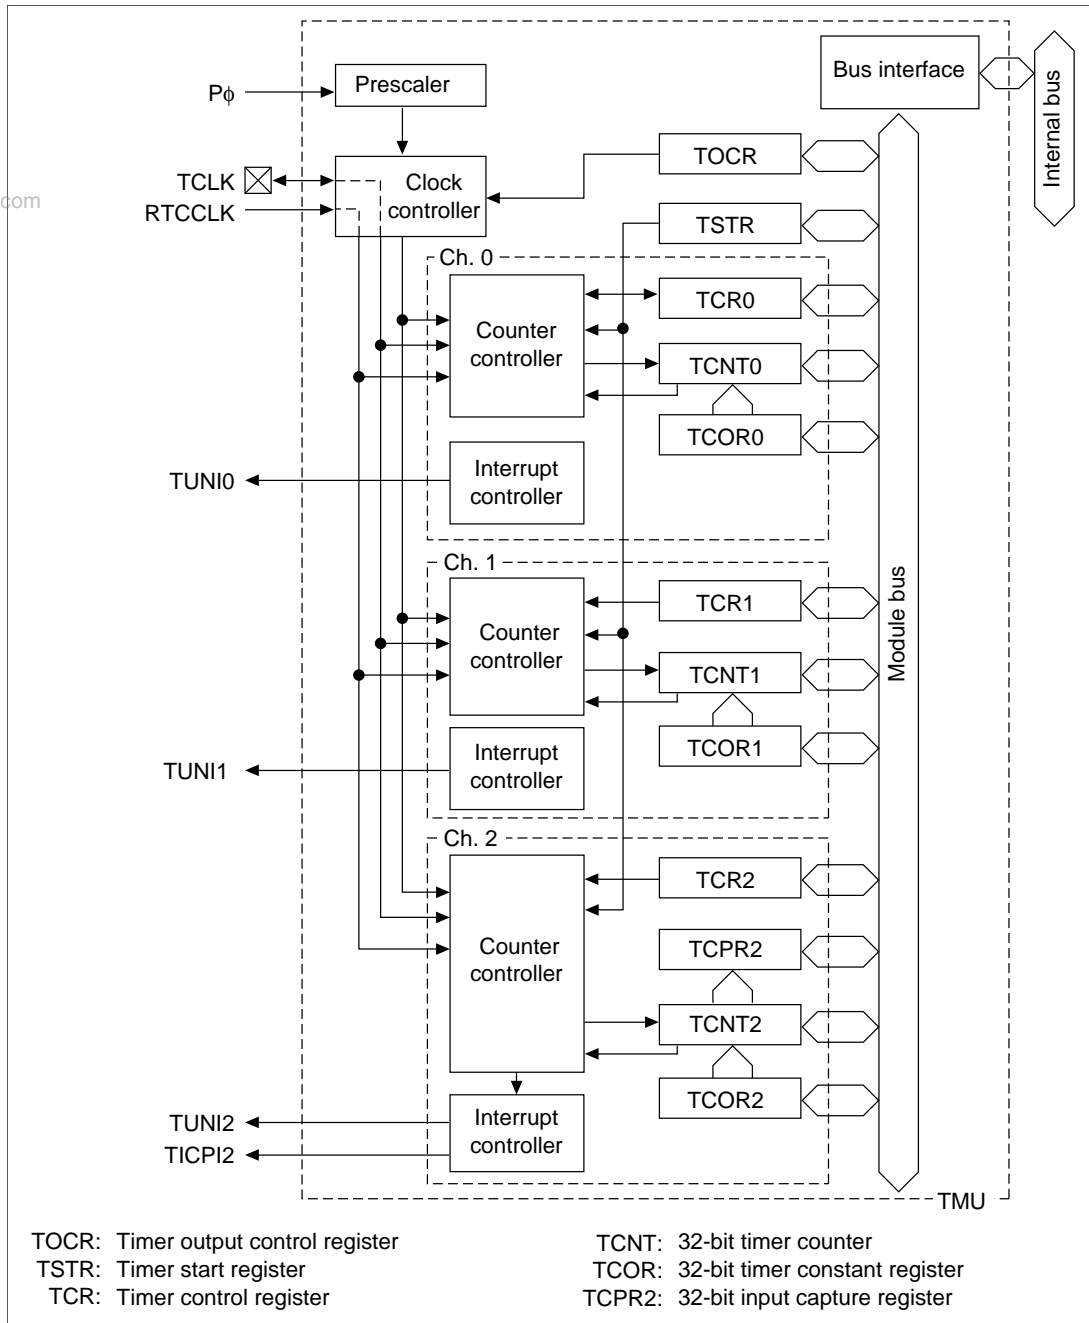 Bus interface
Internal bus
Prescaler
Pϕ
TOCR
TCLK
Clock
controller
com
RTCCLK
TSTR
Ch. 0
TCR0
Counter
controller
TCNT0
TCOR0
Interrupt
controller
TUNI0
Ch. 1
TCR1
Counter
controller
Module bus
TCNT1
TCOR1
Interrupt
controller
TUNI1
Ch. 2
TCR2
Counter
controller
TCPR2
TCNT2
TCOR2
Interrupt
controller
TUNI2
TICPI2
TMU
TOCR: Timer output control register
TSTR: Timer start register
TCR: Timer control register
TCNT: 32-bit timer counter
TCOR: 32-bit timer constant register
TCPR2: 32-bit input capture register